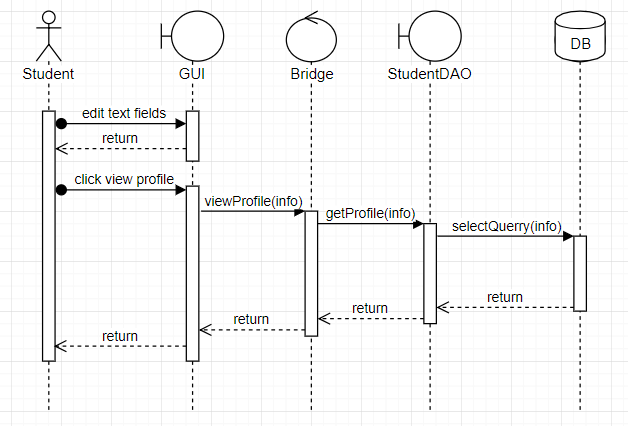 Student
GUI
Bridge
StudentDAO
DB
edit text fields
return
click view profile
viewProfile(info)
getProfile(info)
selectQuerry(info)
return
return
return
return